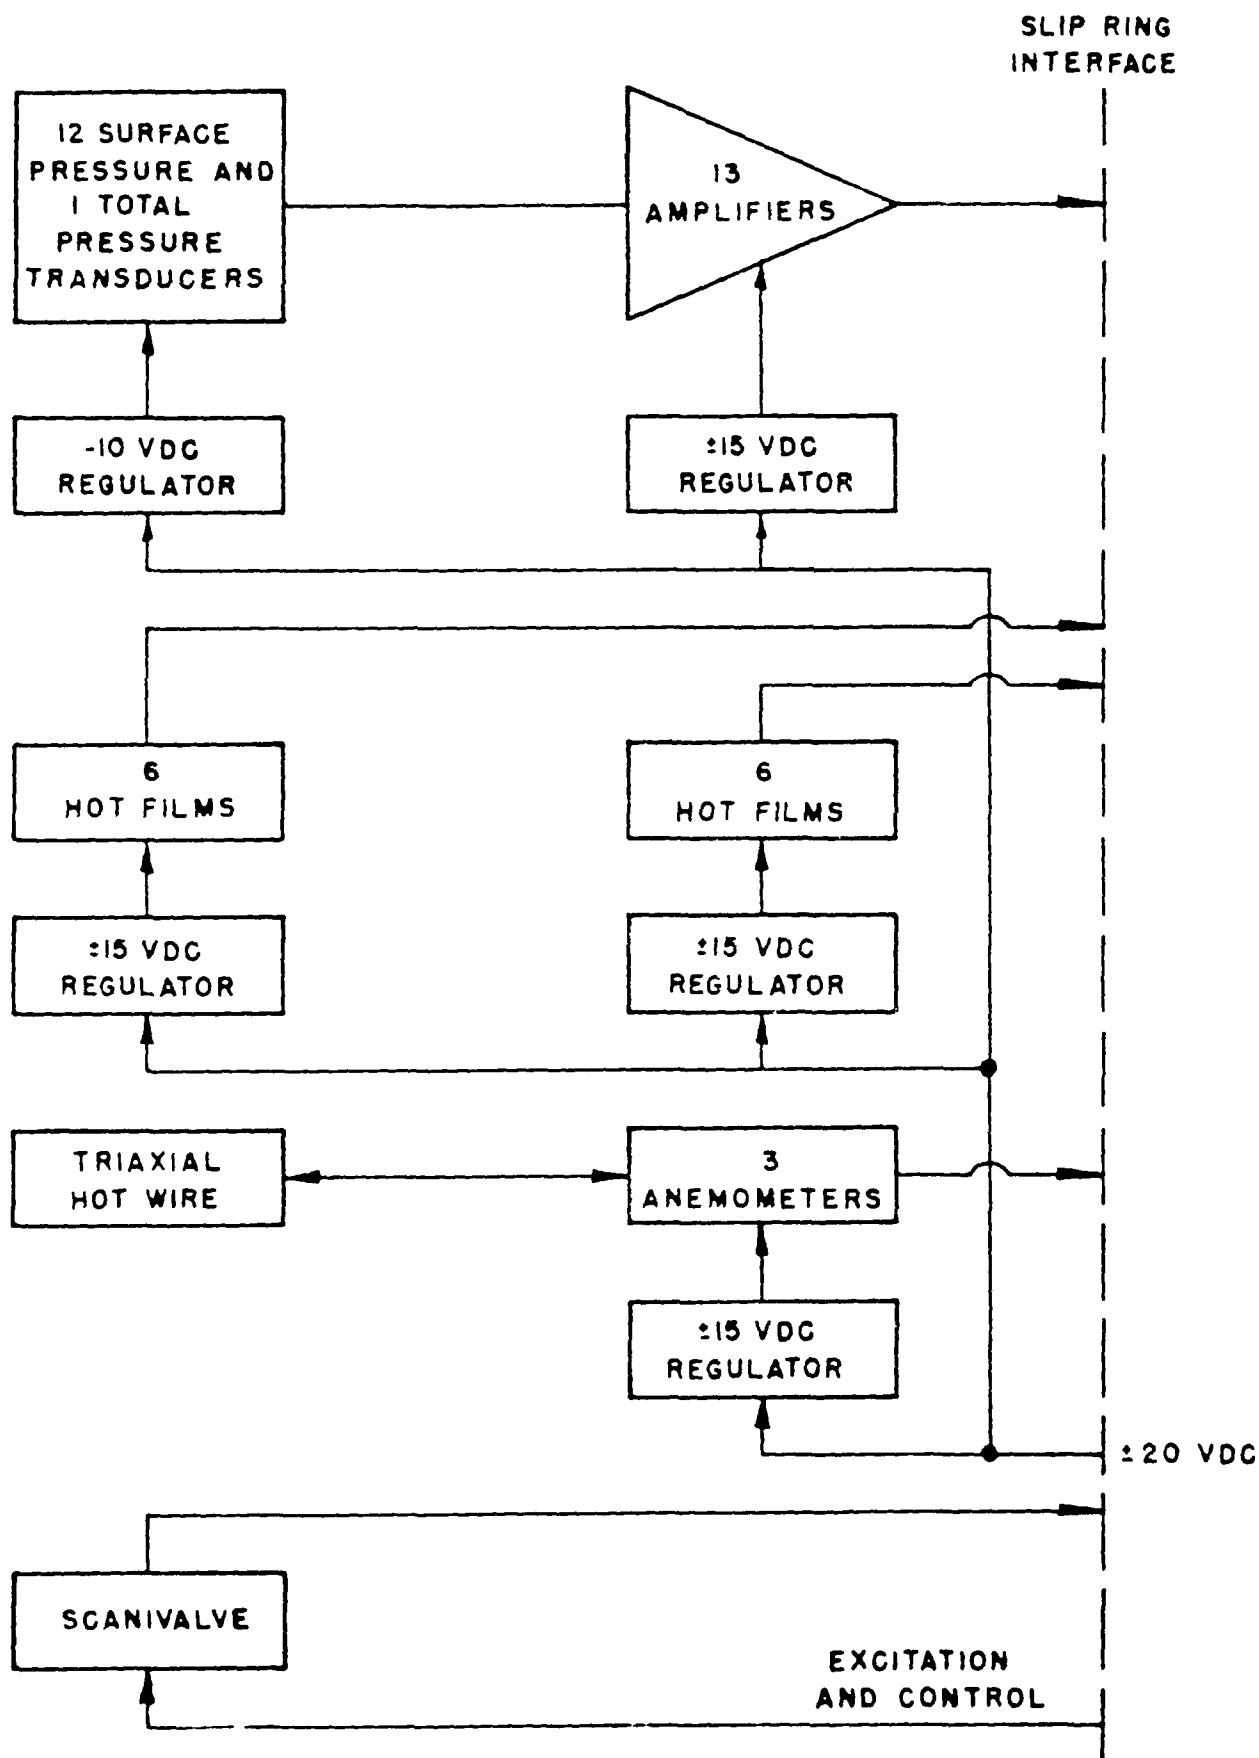 SLIP RING
INTERFACE
12 SURFACE
PRESSURE AND
1 TOTAL
PRESSURE
TRANSDUCERS
13
AMPLIFIERS
-10 VDC
REGULATOR
±15 VDC
REGULATOR
6
HOT FILMS
6
HOT FILMS
±15 VDC
REGULATOR
±15 VDC
REGULATOR
TRIAXIAL
HOT WIRE
3
ANEMOMETERS
±15 VDC
REGULATOR
±20 VDC
SCANIVALVE
EXCITATION
AND CONTROL